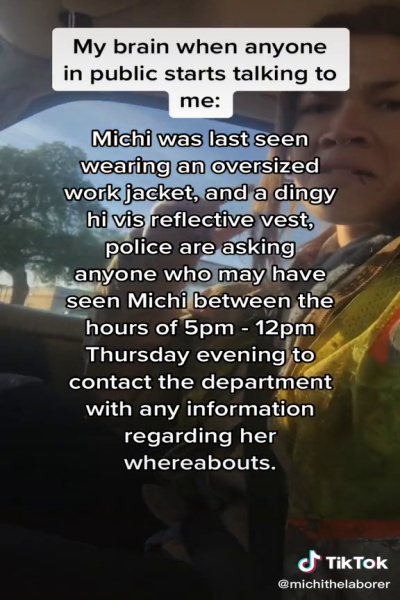 My brain when anyone
in public starts talking to
me:
Michi was last seen
wearing an oversized
work jacket, and a dingy
hi vis reflective vest,
police are asking
anyone who may have
seen Michi between the
hours of 5pm - 12pm
Thursday evening to
contact the department
with any information
regarding her
whereabouts.
TikTok
@michithelaborer